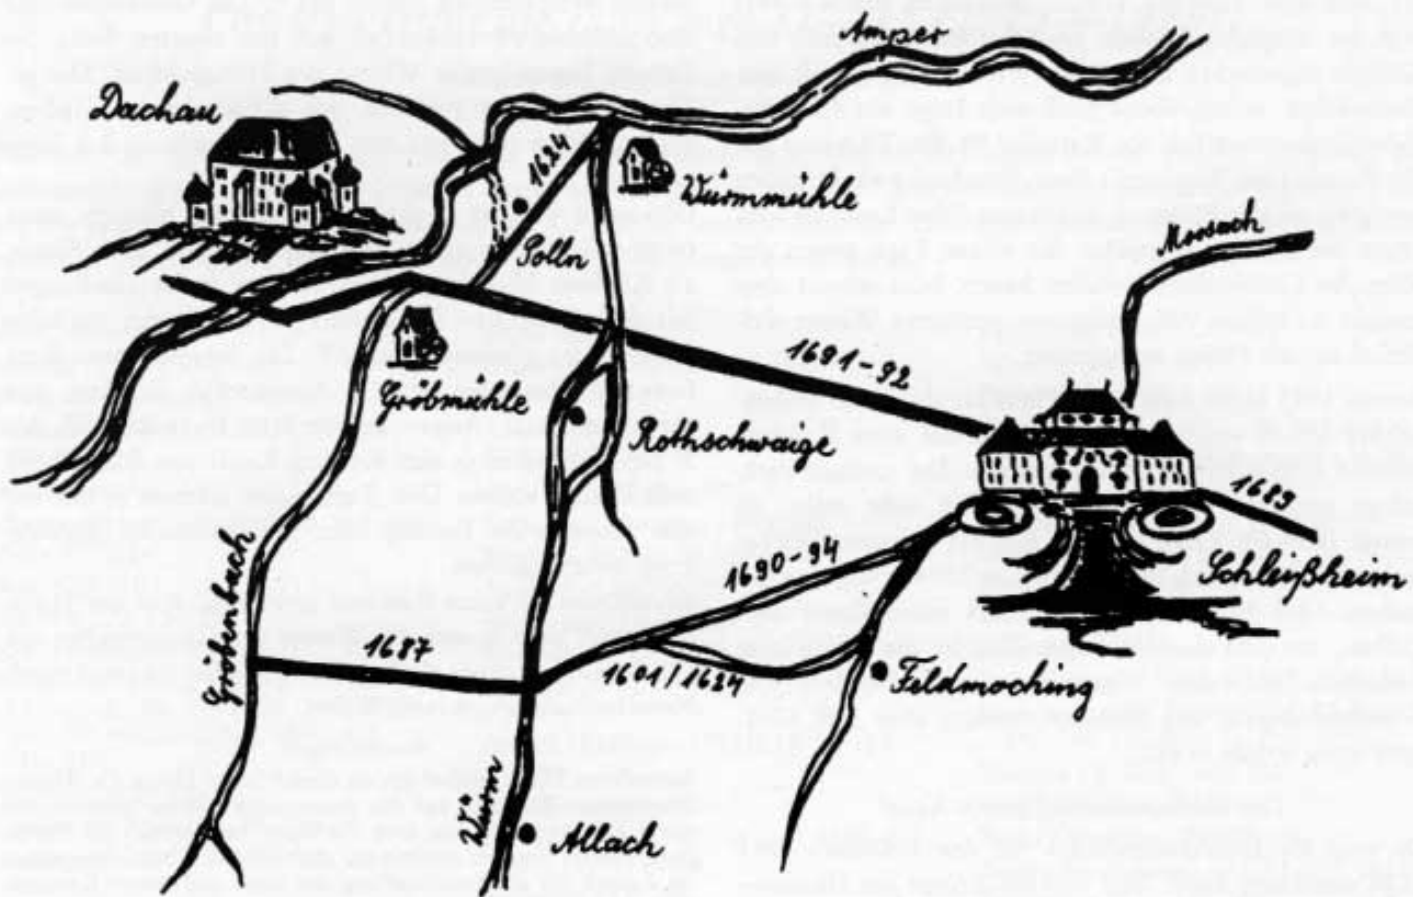 Amper
Dachau
1624
Würmmühle
Polln
Moosach
1691-92
Gröbmühle
Rothschwaige
1689
Schleißheim
1690-94
Gröbenbach
1687
1601/1624
Feldmoching
Würm
Allach